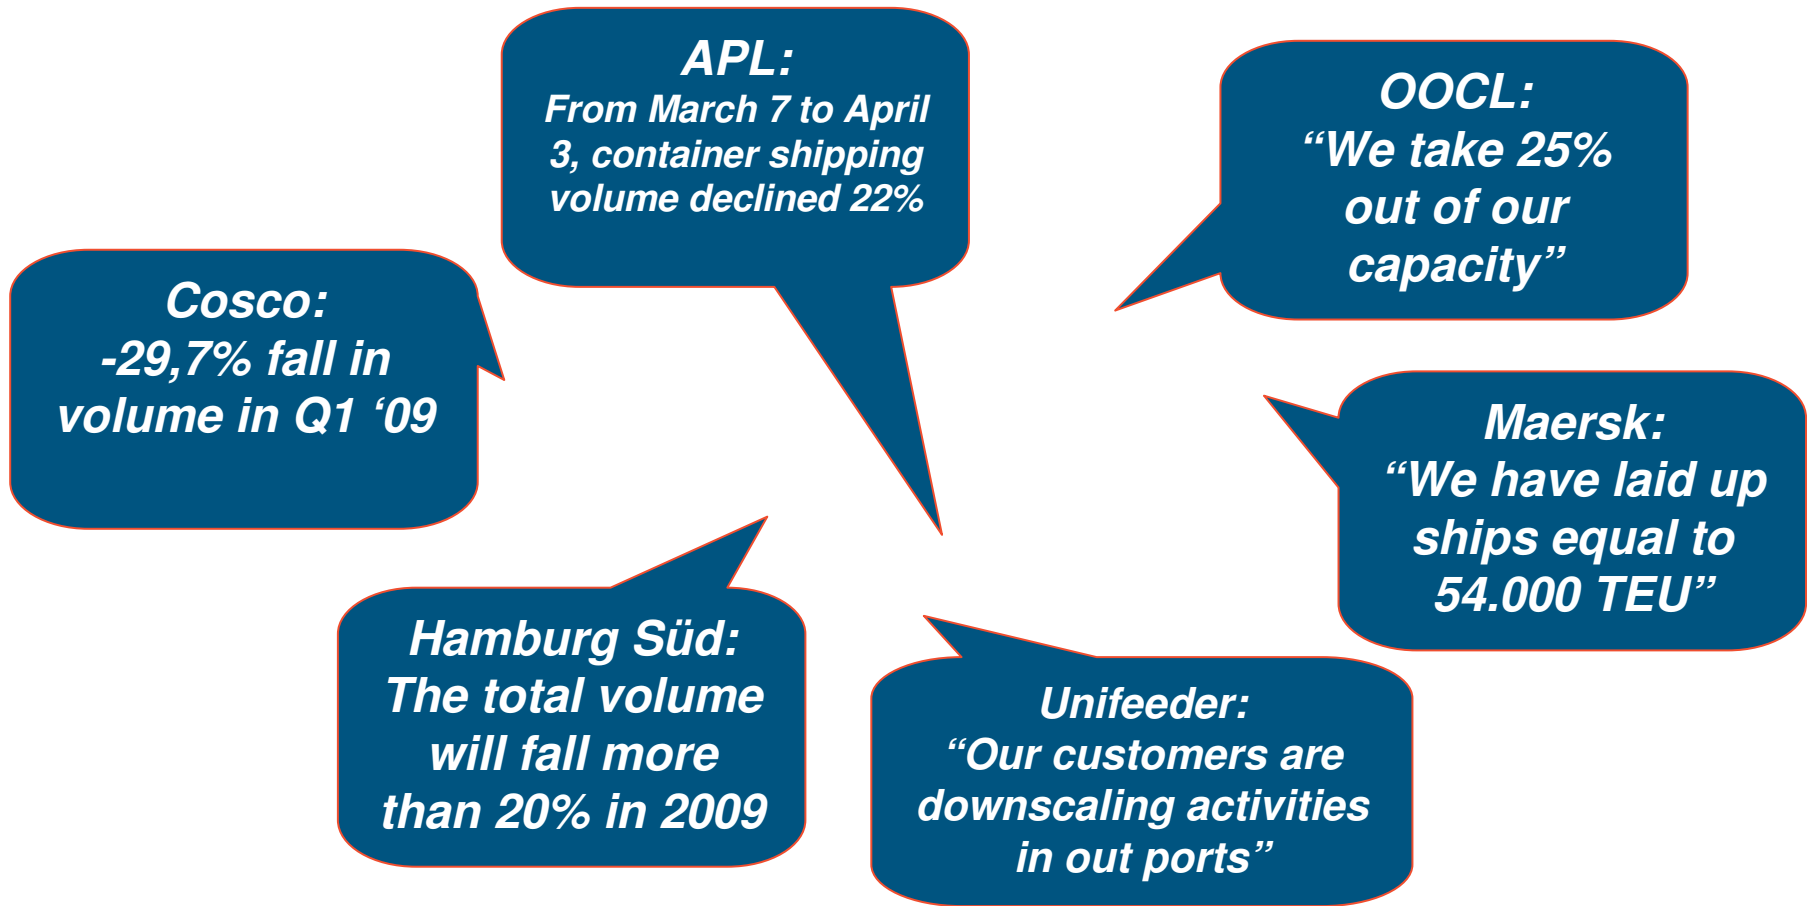 APL:
From March 7 to April
3, container shipping
volume declined 22%
OOCL:
“We take 25%
out of our
capacity”
Cosco:
-29,7% fall in
volume in Q1 ‘09
Maersk:
“We have laid up
ships equal to
54.000 TEU”
Hamburg Süd:
The total volume
will fall more
than 20% in 2009
Unifeeder:
“Our customers are
downscaling activities
in out ports”